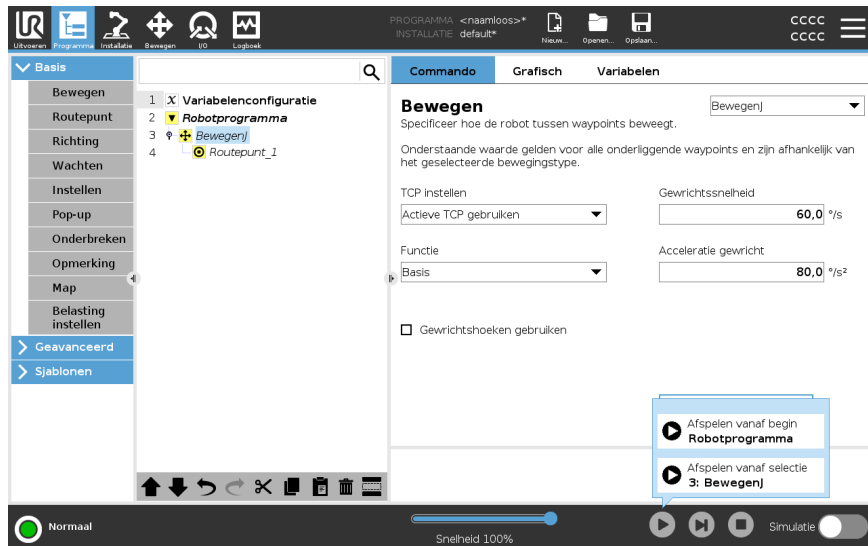 Uitvoeren Programma Installatie Bewegen I/O Logboek
PROGRAMMA <naamloos>*
INSTALLATIE default*
Nieuw... Openen... Opslaan...
CCCC
CCCC
Basis
Bewegen
Routepunt
Richting
Wachten
Instellen
Pop-up
Onderbreken
Opmerking
Map
Belasting
instellen
Geavanceerd
Sjablonen
1 X Variabelenconfiguratie
2 Robotprogramma
3 BewegenJ
4 Routepunt_1
Commando Grafisch Variabelen
Bewegen
BewegenJ
Specificeer hoe de robot tussen waypoints beweegt.
Onderstaande waarde gelden voor alle onderliggende waypoints en zijn afhankelijk van
het geselecteerde bewegingstype.
TCP instellen
Actieve TCP gebruiken
Gewrichtssnelheid
60,0 °/s
Functie
Basis
Acceleratie gewricht
80,0 °/s²
Gewrichtshoeken gebruiken
Afspelen vanaf begin
Robotprogramma
Afspelen vanaf selectie
3: BewegenJ
Normaal
Snelheid 100%
Simulatie